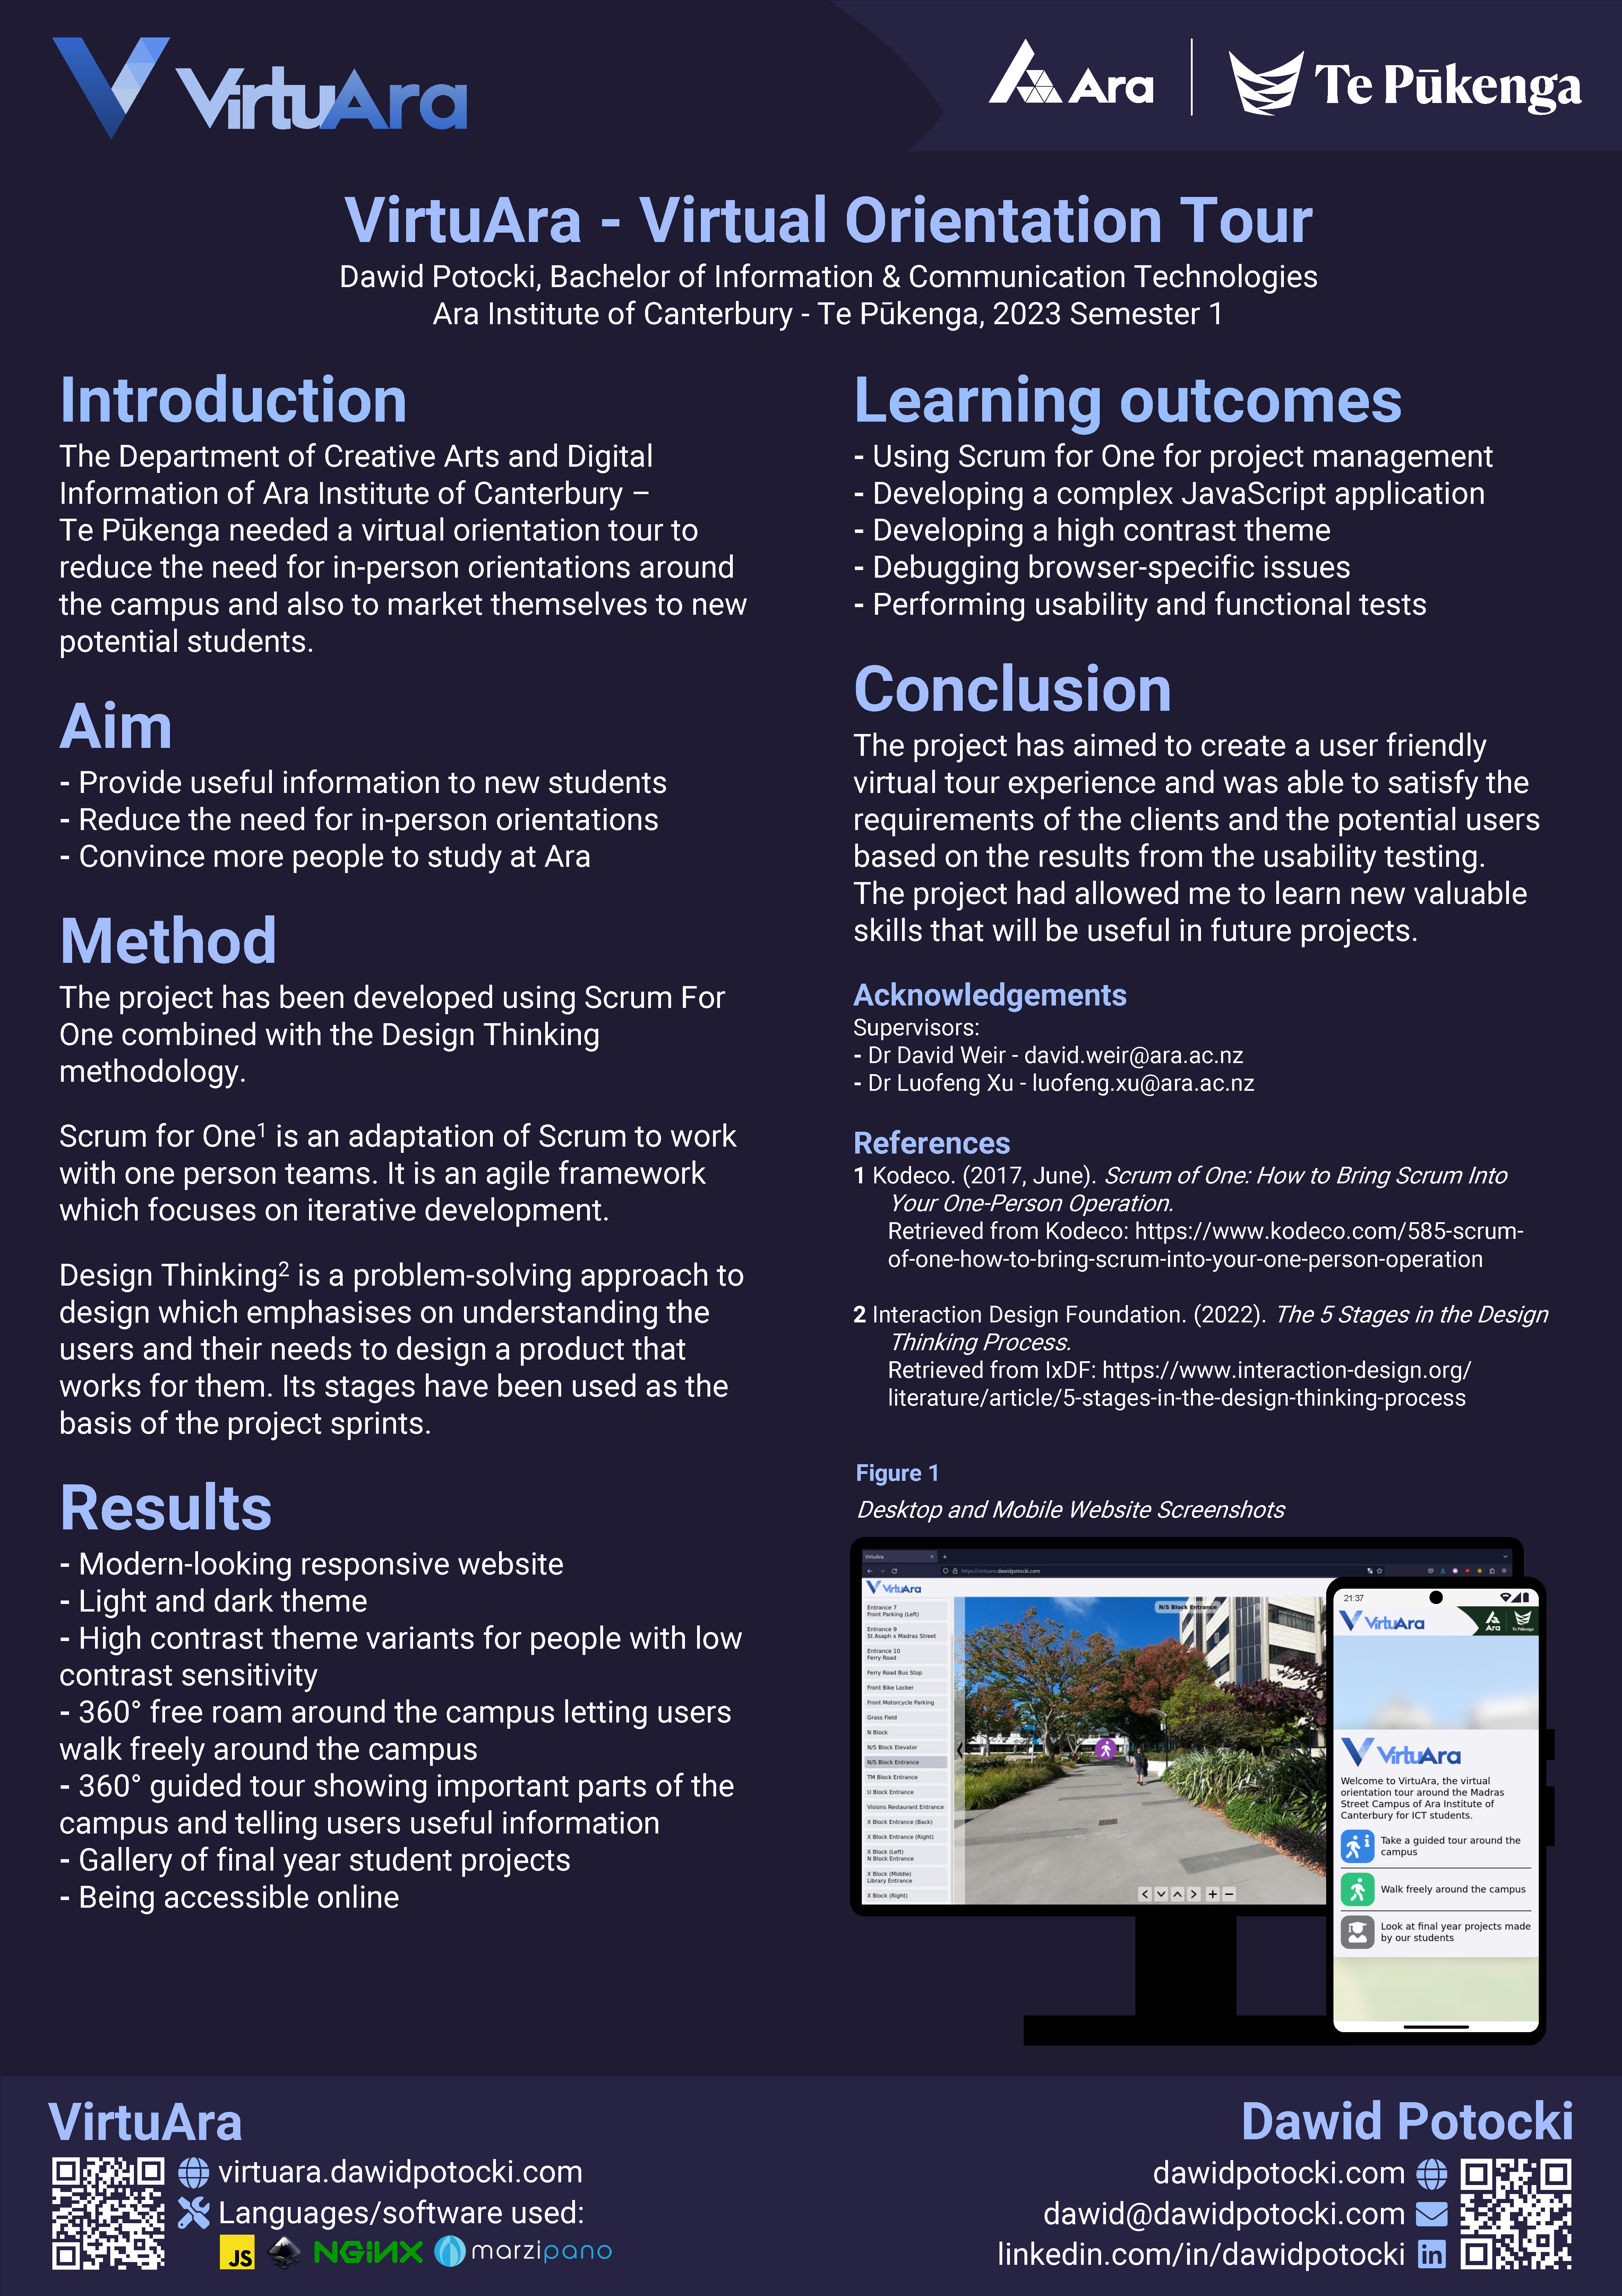 VirtuAra
Ara
Te Pūkenga
VirtuAra - Virtual Orientation Tour
Dawid Potocki, Bachelor of Information & Communication Technologies
Ara Institute of Canterbury - Te Pūkenga, 2023 Semester 1
Introduction
The Department of Creative Arts and Digital
Information of Ara Institute of Canterbury –
Te Pūkenga needed a virtual orientation tour to
reduce the need for in-person orientations around
the campus and also to market themselves to new
potential students.
Aim
- Provide useful information to new students
- Reduce the need for in-person orientations
- Convince more people to study at Ara
Method
The project has been developed using Scrum For
One combined with the Design Thinking
methodology.
Scrum for One¹ is an adaptation of Scrum to work
with one person teams. It is an agile framework
which focuses on iterative development.
Design Thinking² is a problem-solving approach to
design which emphasises on understanding the
users and their needs to design a product that
works for them. Its stages have been used as the
basis of the project sprints.
Results
- Modern-looking responsive website
- Light and dark theme
- High contrast theme variants for people with low
contrast sensitivity
- 360° free roam around the campus letting users
walk freely around the campus
- 360° guided tour showing important parts of the
campus and telling users useful information
- Gallery of final year student projects
- Being accessible online
Learning outcomes
- Using Scrum for One for project management
- Developing a complex JavaScript application
- Developing a high contrast theme
- Debugging browser-specific issues
- Performing usability and functional tests
Conclusion
The project has aimed to create a user friendly
virtual tour experience and was able to satisfy the
requirements of the clients and the potential users
based on the results from the usability testing.
The project had allowed me to learn new valuable
skills that will be useful in future projects.
Acknowledgements
Supervisors:
- Dr David Weir - david.weir@ara.ac.nz
- Dr Luofeng Xu - luofeng.xu@ara.ac.nz
References
1 Kodeco. (2017, June). Scrum of One: How to Bring Scrum Into
Your One-Person Operation.
Retrieved from Kodeco: https://www.kodeco.com/585-scrum-
of-one-how-to-bring-scrum-into-your-one-person-operation
2 Interaction Design Foundation. (2022). The 5 Stages in the Design
Thinking Process.
Retrieved from IxDF: https://www.interaction-design.org/
literature/article/5-stages-in-the-design-thinking-process
Figure 1
Desktop and Mobile Website Screenshots
VirtuAra
https://virtuara.dawidpotocki.com
VirtuAra
Entrance 7
Front Parking (Left)
Entrance 9
St Asaph x Madras Street
Entrance 10
Ferry Road
Ferry Road Bus Stop
Front Bike Locker
Front Motorcycle Parking
Grass Field
N Block
N/S Block Elevator
N/S Block Entrance
TM Block Entrance
U Block Entrance
Visions Restaurant Entrance
X Block Entrance (Back)
X Block Entrance (Right)
X Block (Left)
N Block Entrance
X Block (Middle)
Library Entrance
X Block (Right)
N/S Block Entrance
21:37
VirtuAra
Ara
Te Pūkenga
VirtuAra
Welcome to VirtuAra, the virtual
orientation tour around the Madras
Street Campus of Ara Institute of
Canterbury for ICT students.
Take a guided tour around the
campus
Walk freely around the campus
Look at final year projects made
by our students
VirtuAra
virtuara.dawidpotocki.com
Languages/software used:
JS
NGINX
marzipano
Dawid Potocki
dawidpotocki.com
dawid@dawidpotocki.com
linkedin.com/in/dawidpotocki
in